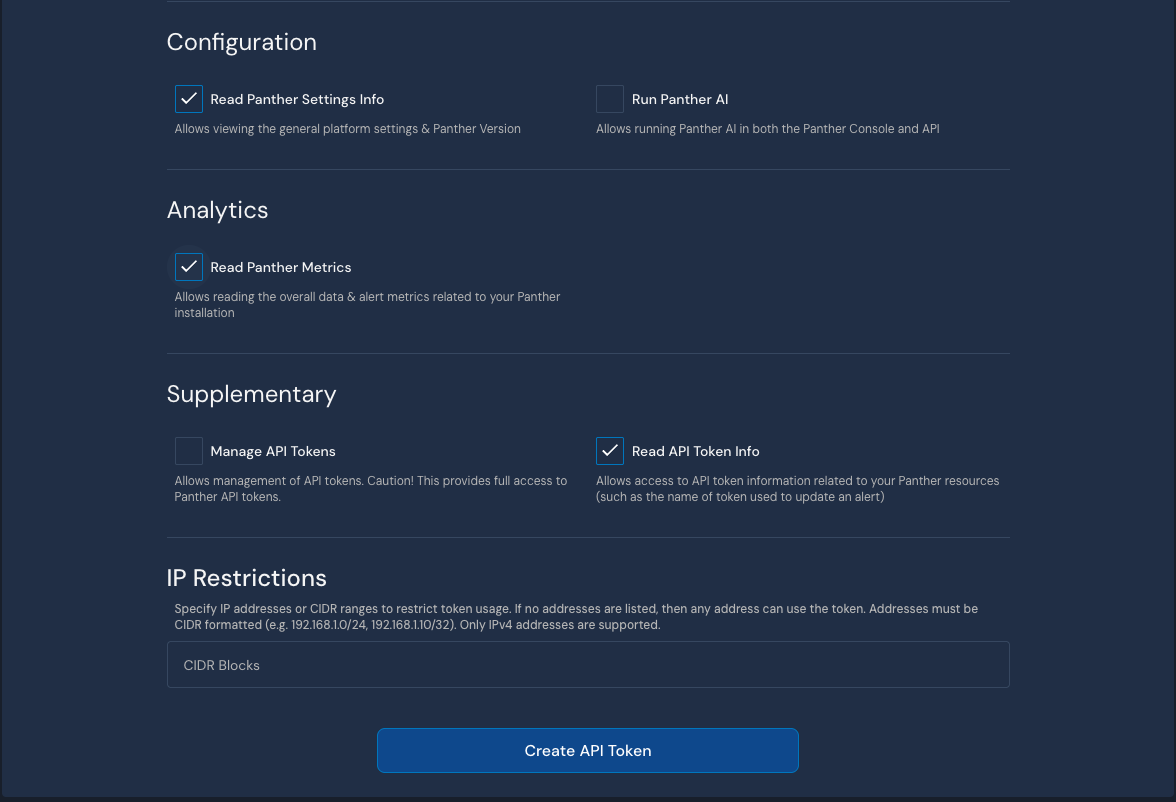 Configuration
Read Panther Settings Info
Allows viewing the general platform settings & Panther Version
Run Panther AI
Allows running Panther AI in both the Panther Console and API
Analytics
Read Panther Metrics
Allows reading the overall data & alert metrics related to your Panther
installation
Supplementary
Manage API Tokens
Allows management of API tokens. Caution! This provides full access to
Panther API tokens.
Read API Token Info
Allows access to API token information related to your Panther resources
(such as the name of token used to update an alert)
IP Restrictions
Specify IP addresses or CIDR ranges to restrict token usage. If no addresses are listed, then any address can use the token. Addresses must be
CIDR formatted (e.g. 192.168.1.0/24, 192.168.1.10/32). Only IPv4 addresses are supported.
CIDR Blocks
Create API Token